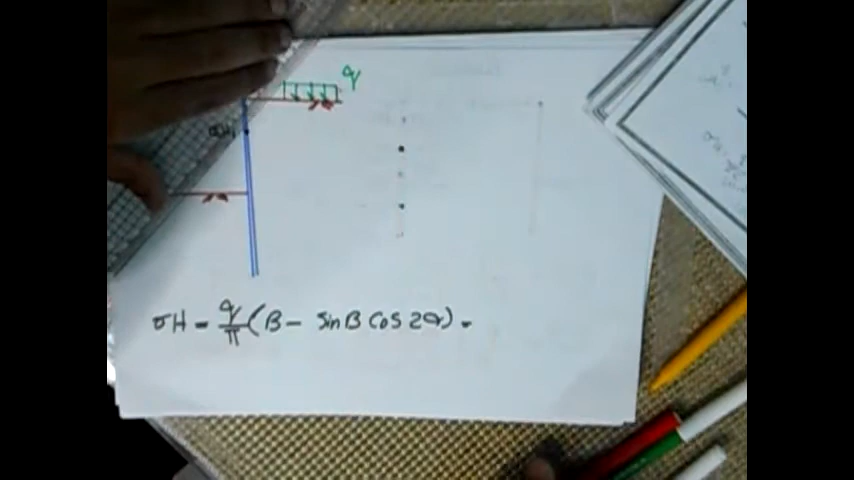 q
σH = q/π (B - sin B cos 2α) =